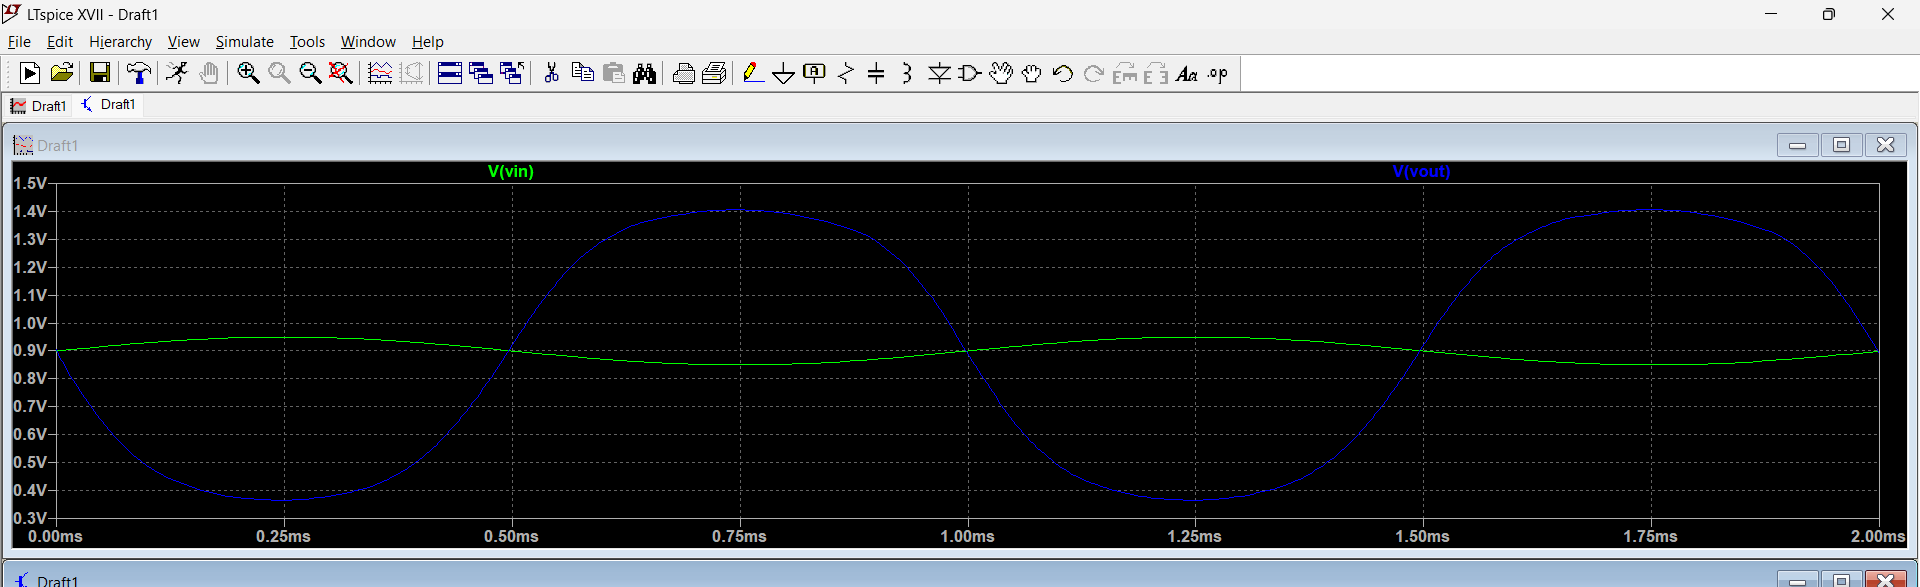 LTspice XVII - Draft1
File Edit Hierarchy View Simulate Tools Window Help
A Aa .op
Draft1 Draft1
Draft1
V(vin) V(vout)
1.5V
1.4V
1.3V
1.2V
1.1V
1.0V
0.9V
0.8V
0.7V
0.6V
0.5V
0.4V
0.3V
0.00ms 0.25ms 0.50ms 0.75ms 1.00ms 1.25ms 1.50ms 1.75ms 2.00ms
Draft1